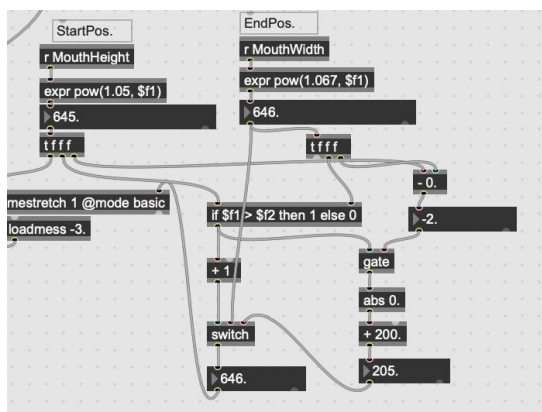 StartPos.
EndPos.
r MouthHeight
r MouthWidth
expr pow(1.05, $f1)
expr pow(1.067, $f1)
645.
646.
t f f f
t f f f
- 0.
mestretch 1 @mode basic
if $f1 > $f2 then 1 else 0
-2.
loadmess -3.
gate
+ 1
abs 0.
switch
+ 200.
646.
205.